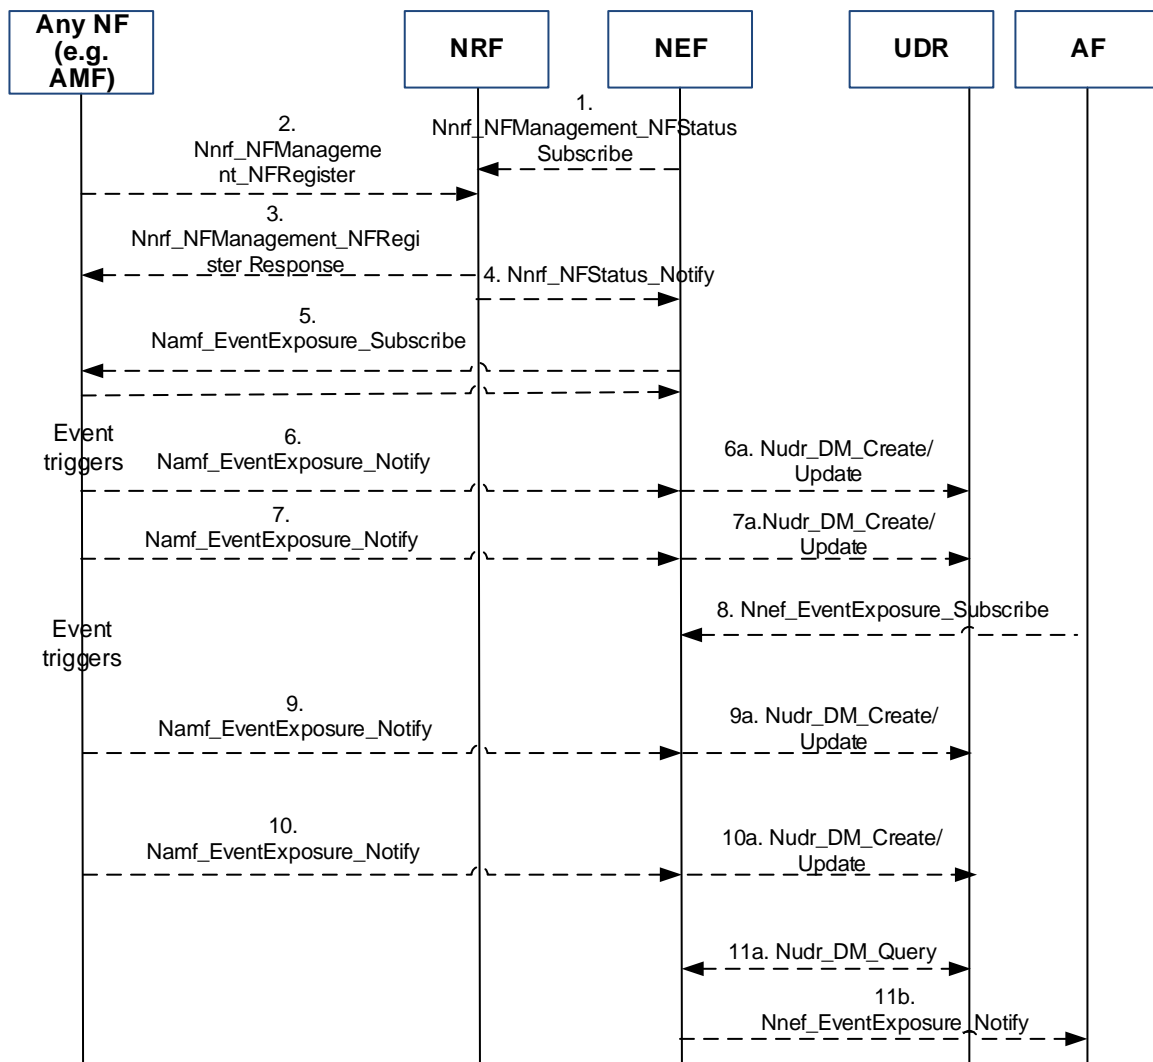 Any NF
(e.g.
AMF)
NRF
NEF
UDR
AF
1.
Nnrf_NFManagement_NFStatus
Subscribe
2.
Nnrf_NFManageme
nt_NFRegister
3.
Nnrf_NFManagement_NFRegi
ster Response
4. Nnrf_NFStatus_Notify
5.
Namf_EventExposure_Subscribe
Event
triggers
6.
Namf_EventExposure_Notify
6a. Nudr_DM_Create/
Update
7.
Namf_EventExposure_Notify
7a.Nudr_DM_Create/
Update
8. Nnef_EventExposure_Subscribe
Event
triggers
9.
Namf_EventExposure_Notify
9a. Nudr_DM_Create/
Update
10.
Namf_EventExposure_Notify
10a. Nudr_DM_Create/
Update
11a. Nudr_DM_Query
11b.
Nnef_EventExposure_Notify